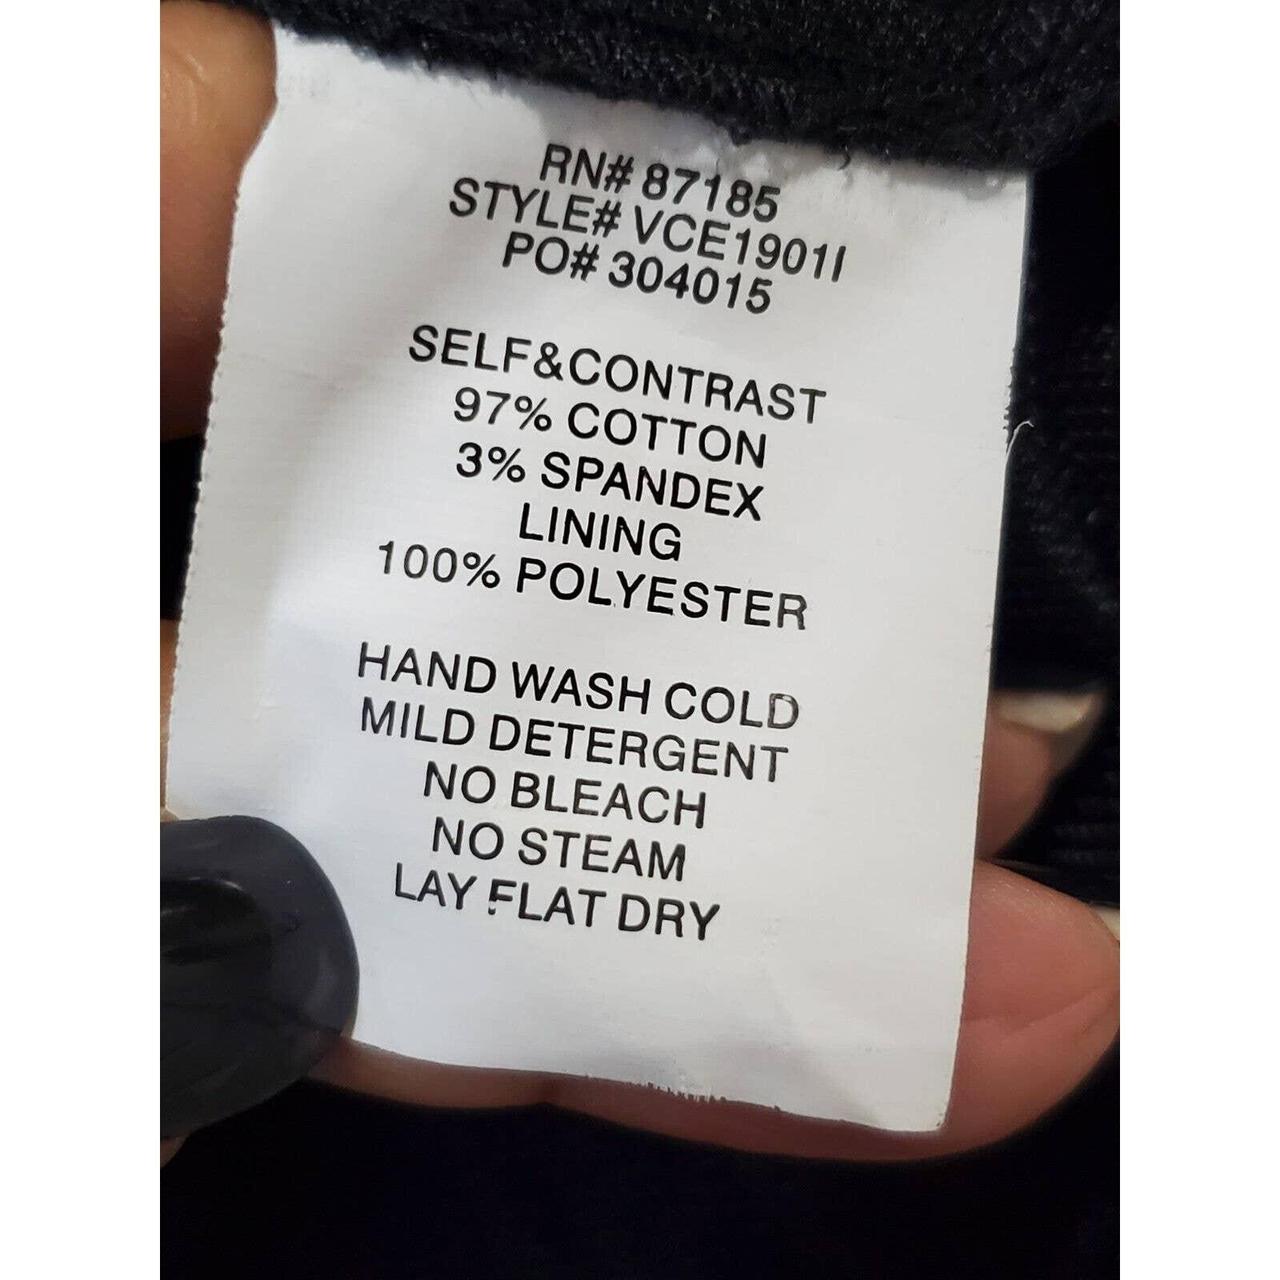 RN# 87185
STYLE# VCE1901I
PO# 304015
SELF&CONTRAST
97% COTTON
3% SPANDEX
LINING
100% POLYESTER
HAND WASH COLD
MILD DETERGENT
NO BLEACH
NO STEAM
LAY FLAT DRY